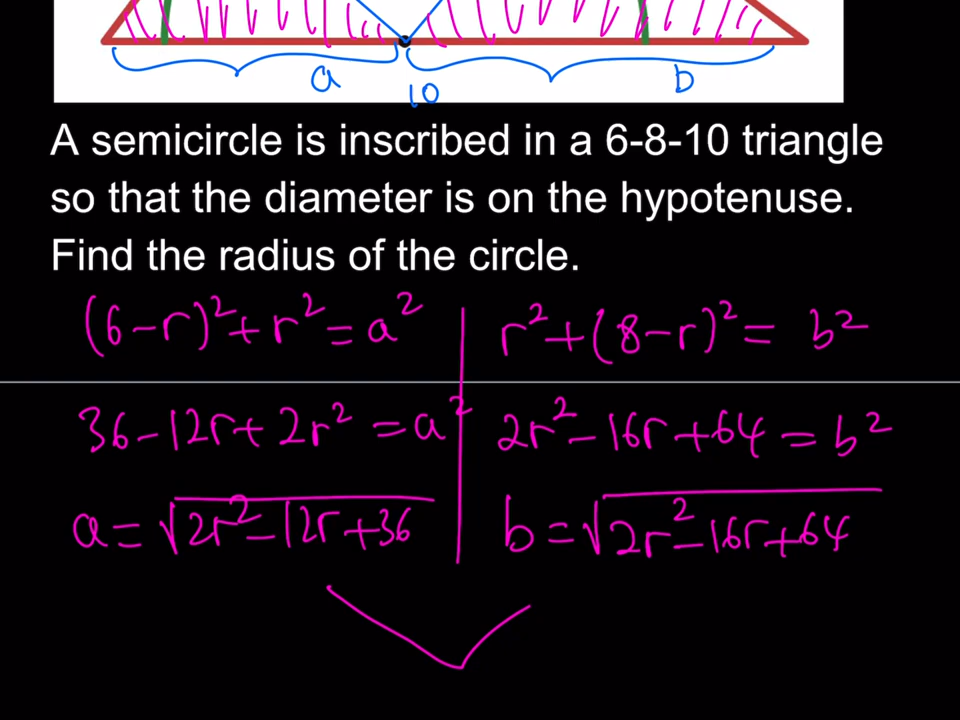 a 10 b
A semicircle is inscribed in a 6-8-10 triangle
so that the diameter is on the hypotenuse.
Find the radius of the circle.
(6-r)²+r²=a² | r²+(8-r)²= b²
36-12r+2r²=a² | 2r²-16r+64=b²
a=√2r²-12r+36 | b=√2r²-16r+64